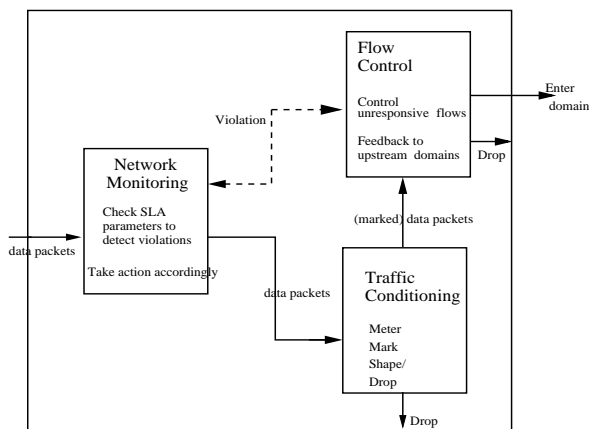 Flow
Control
Control
unresponsive flows
Feedback to
upstream domains
Enter
domain
Drop
Violation
Network
Monitoring
Check SLA
parameters to
detect violations
Take action accordingly
data packets
(marked) data packets
data packets
Traffic
Conditioning
Meter
Mark
Shape/
Drop
Drop